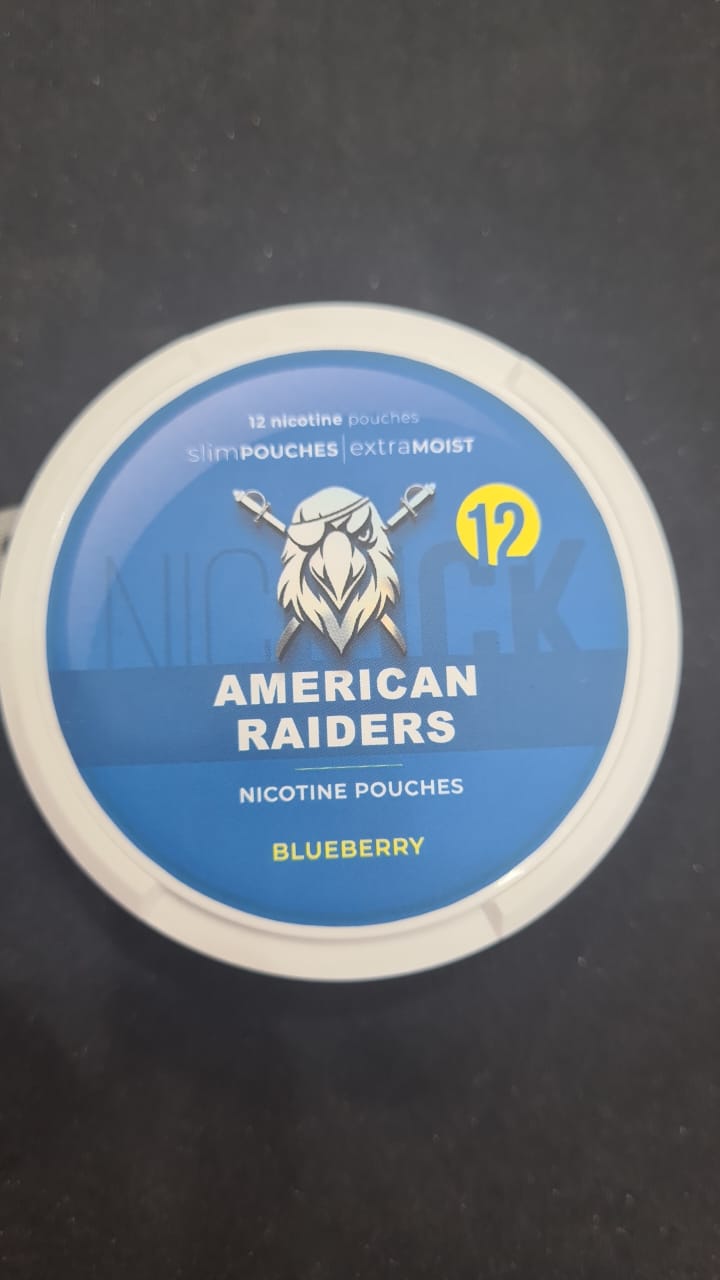 12 nicotine pouches
slimPOUCHES|extraMOIST
12
AMERICAN
RAIDERS
NICOTINE POUCHES
BLUEBERRY